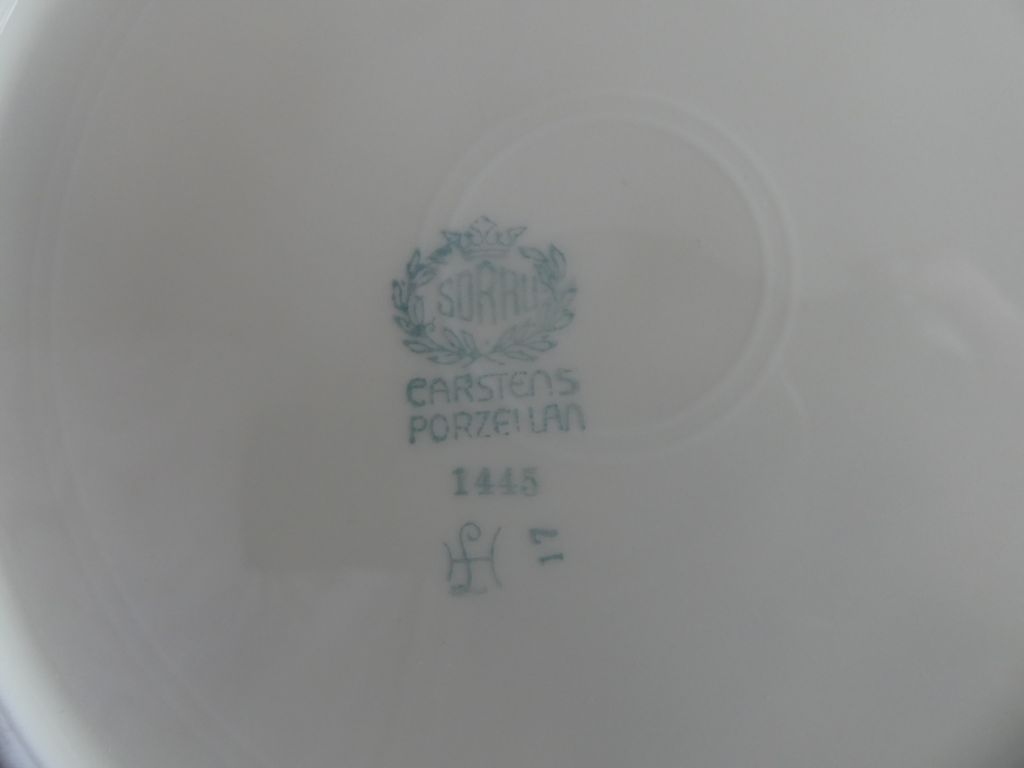 SORAU
CARSTENS
PORZELLAN
1445
17